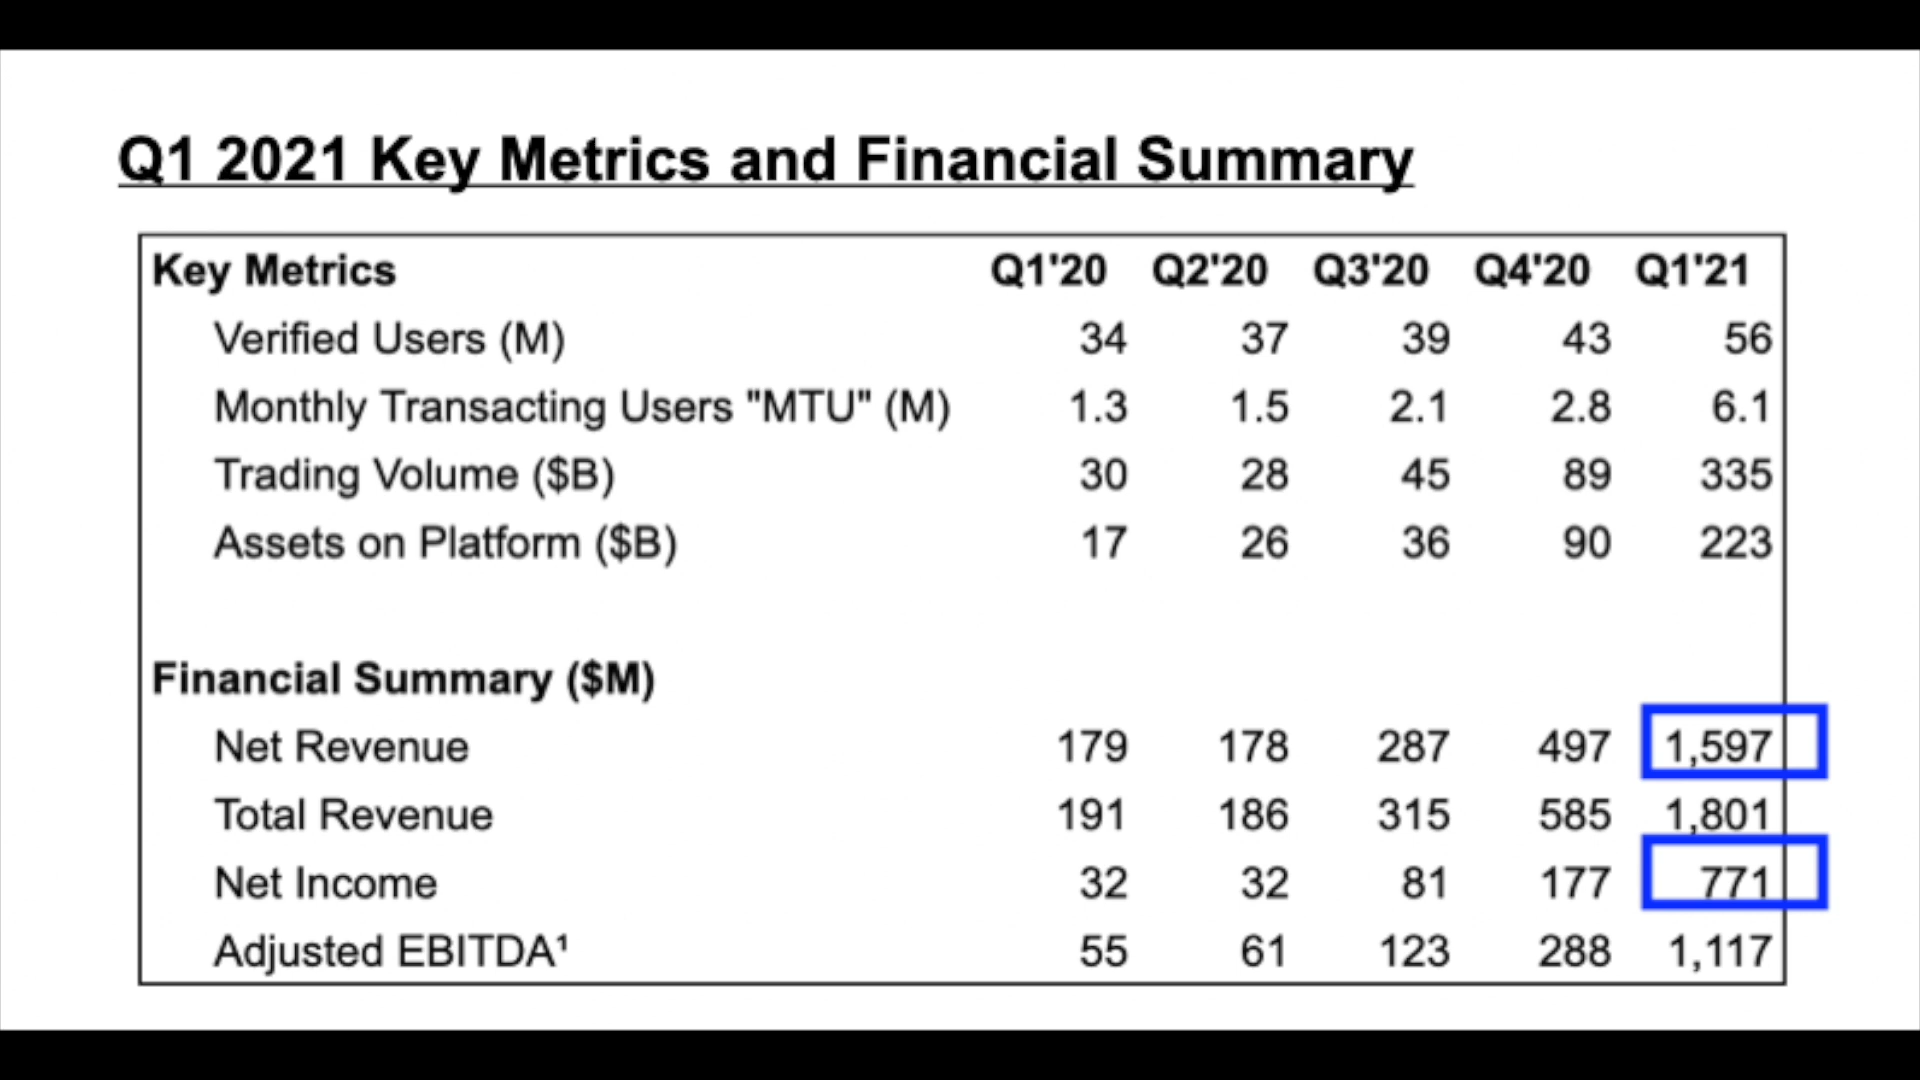 Q1 2021 Key Metrics and Financial Summary
Key Metrics Q1'20 Q2'20 Q3'20 Q4'20 Q1'21
Verified Users (M) 34 37 39 43 56
Monthly Transacting Users "MTU" (M) 1.3 1.5 2.1 2.8 6.1
Trading Volume ($B) 30 28 45 89 335
Assets on Platform ($B) 17 26 36 90 223
Financial Summary ($M)
Net Revenue 179 178 287 497 1,597
Total Revenue 191 186 315 585 1,801
Net Income 32 32 81 177 771
Adjusted EBITDA¹ 55 61 123 288 1,117